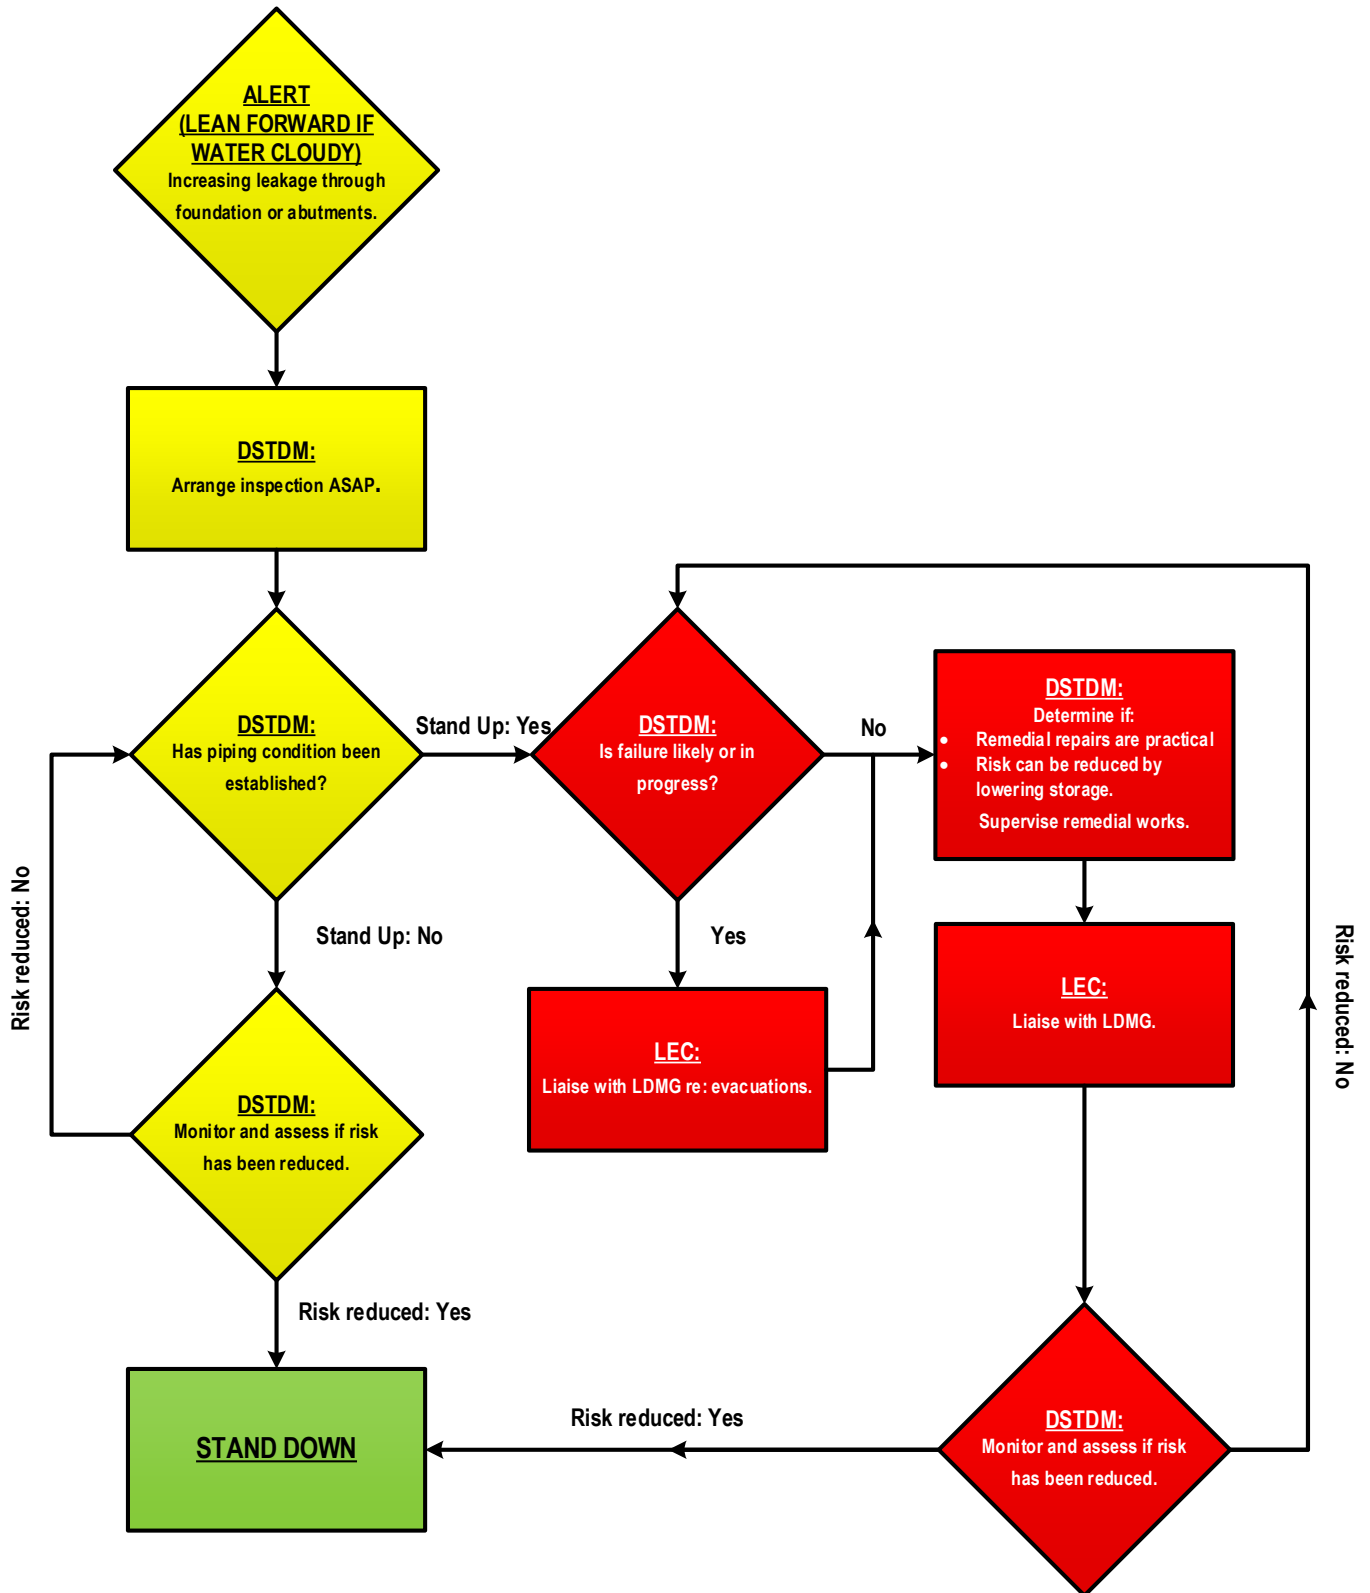 ALERT
(LEAN FORWARD IF
WATER CLOUDY)
Increasing leakage through
foundation or abutments.
DSTDM:
Arrange inspection ASAP.
DSTDM:
Has piping condition been
established?
Stand Up: Yes
DSTDM:
Is failure likely or in
progress?
No
DSTDM:
Determine if:
• Remedial repairs are practical
• Risk can be reduced by
lowering storage.
Supervise remedial works.
Risk reduced: No
Stand Up: No
Yes
LEC:
Liaise with LDMG re: evacuations.
LEC:
Liaise with LDMG.
Risk reduced: No
DSTDM:
Monitor and assess if risk
has been reduced.
Risk reduced: Yes
STAND DOWN
Risk reduced: Yes
DSTDM:
Monitor and assess if risk
has been reduced.